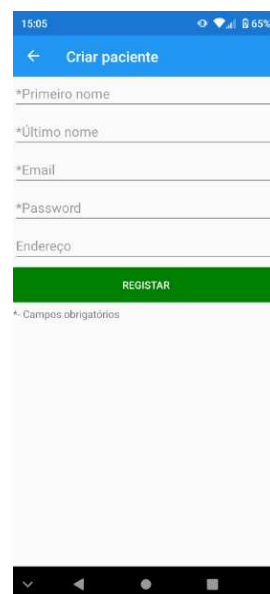 15:05 65%
Criar paciente
*Primeiro nome
*Último nome
*Email
*Password
Endereço
REGISTAR
*- Campos obrigatórios